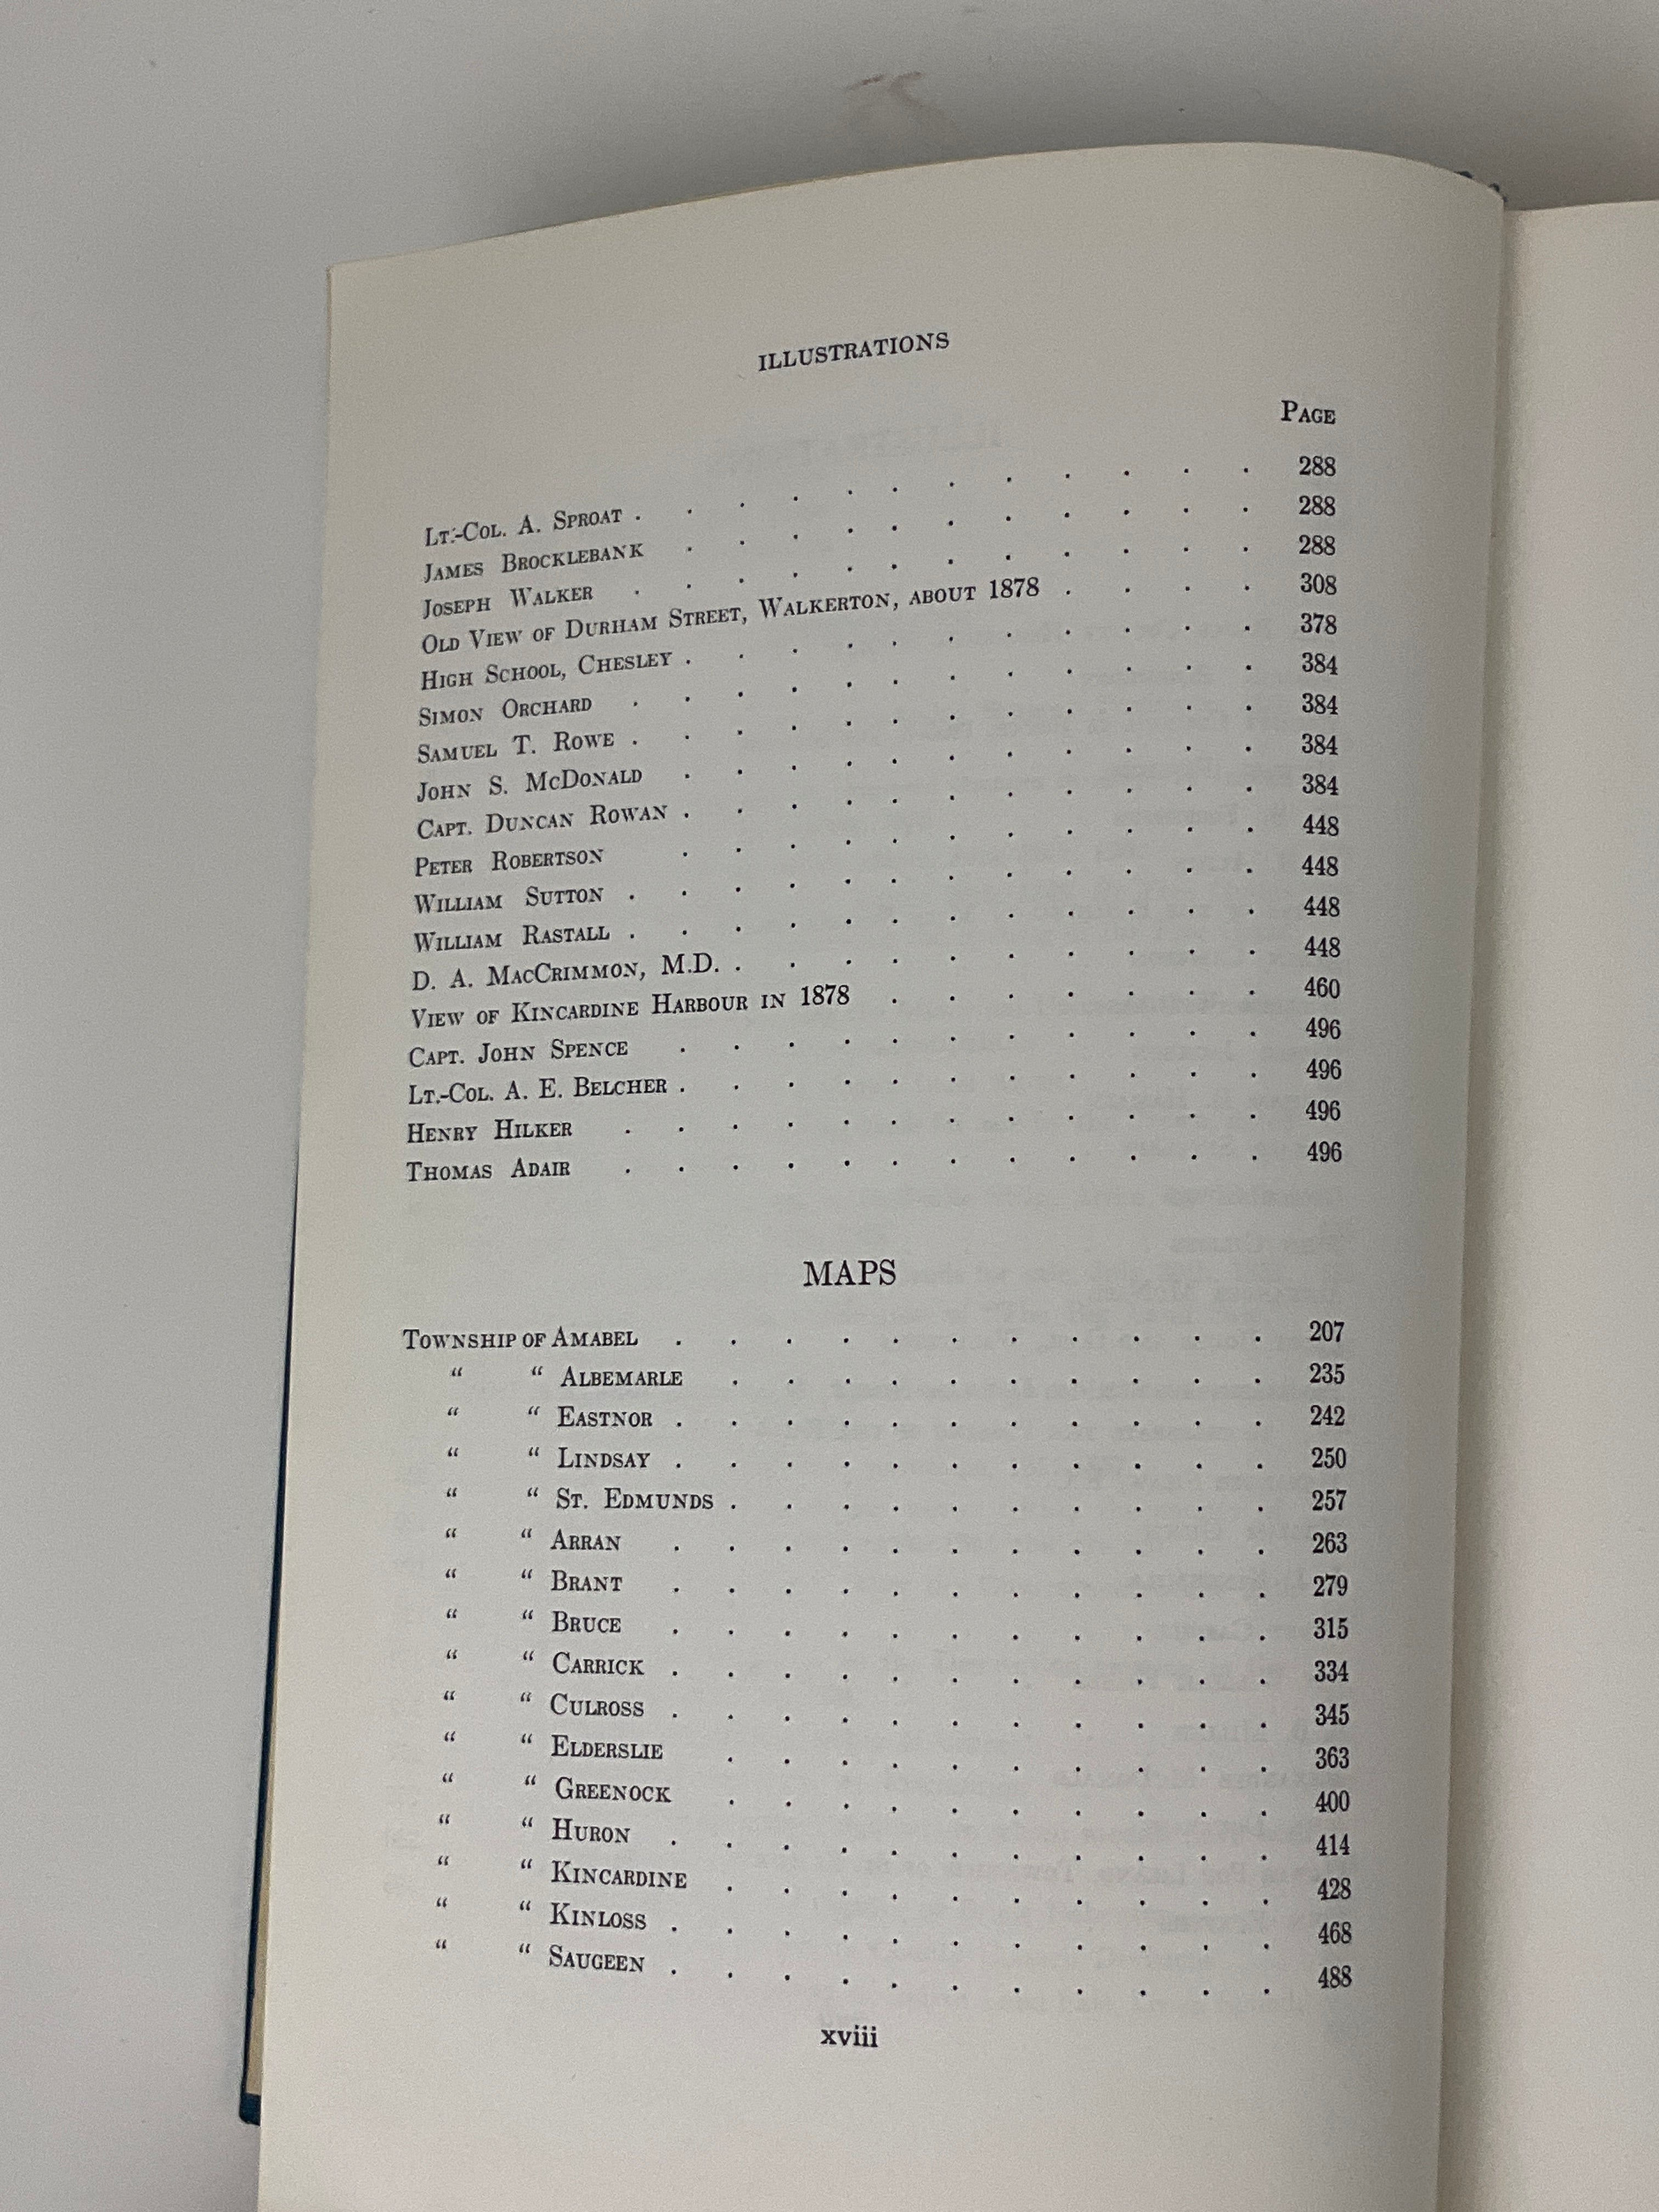 ILLUSTRATIONS
PAGE
LT.-COL. A. SPROAT . . . . . . . . . . . . 288
JAMES BROCKLEBANK . . . . . . . . . . . 288
JOSEPH WALKER . . . . . . . . . . . . 288
OLD VIEW OF DURHAM STREET, WALKERTON, ABOUT 1878 . . . . 308
HIGH SCHOOL, CHESLEY . . . . . . . . . . . 378
SIMON ORCHARD . . . . . . . . . . . . 384
SAMUEL T. ROWE . . . . . . . . . . . . 384
JOHN S. MCDONALD . . . . . . . . . . . 384
CAPT. DUNCAN ROWAN . . . . . . . . . . . 384
PETER ROBERTSON . . . . . . . . . . . 448
WILLIAM SUTTON . . . . . . . . . . . . 448
WILLIAM RASTALL . . . . . . . . . . . . 448
D. A. MACCRIMMON, M.D. . . . . . . . . . . 448
VIEW OF KINCARDINE HARBOUR IN 1878 . . . . . . . 460
CAPT. JOHN SPENCE . . . . . . . . . . . 496
LT.-COL. A. E. BELCHER . . . . . . . . . . . 496
HENRY HILKER . . . . . . . . . . . . 496
THOMAS ADAIR . . . . . . . . . . . . 496
MAPS
TOWNSHIP OF AMABEL . . . . . . . . . . . 207
“ “ ALBEMARLE . . . . . . . . . . 235
“ “ EASTNOR . . . . . . . . . . . 242
“ “ LINDSAY . . . . . . . . . . . 250
“ “ ST. EDMUNDS . . . . . . . . . . 257
“ “ ARRAN . . . . . . . . . . . 263
“ “ BRANT . . . . . . . . . . . 279
“ “ BRUCE . . . . . . . . . . . 315
“ “ CARRICK . . . . . . . . . . . 334
“ “ CULROSS . . . . . . . . . . . 345
“ “ ELDERSLIE . . . . . . . . . . 363
“ “ GREENOCK . . . . . . . . . . 400
“ “ HURON . . . . . . . . . . . 414
“ “ KINCARDINE . . . . . . . . . . 428
“ “ KINLOSS . . . . . . . . . . . 468
“ “ SAUGEEN . . . . . . . . . . . 488
xviii